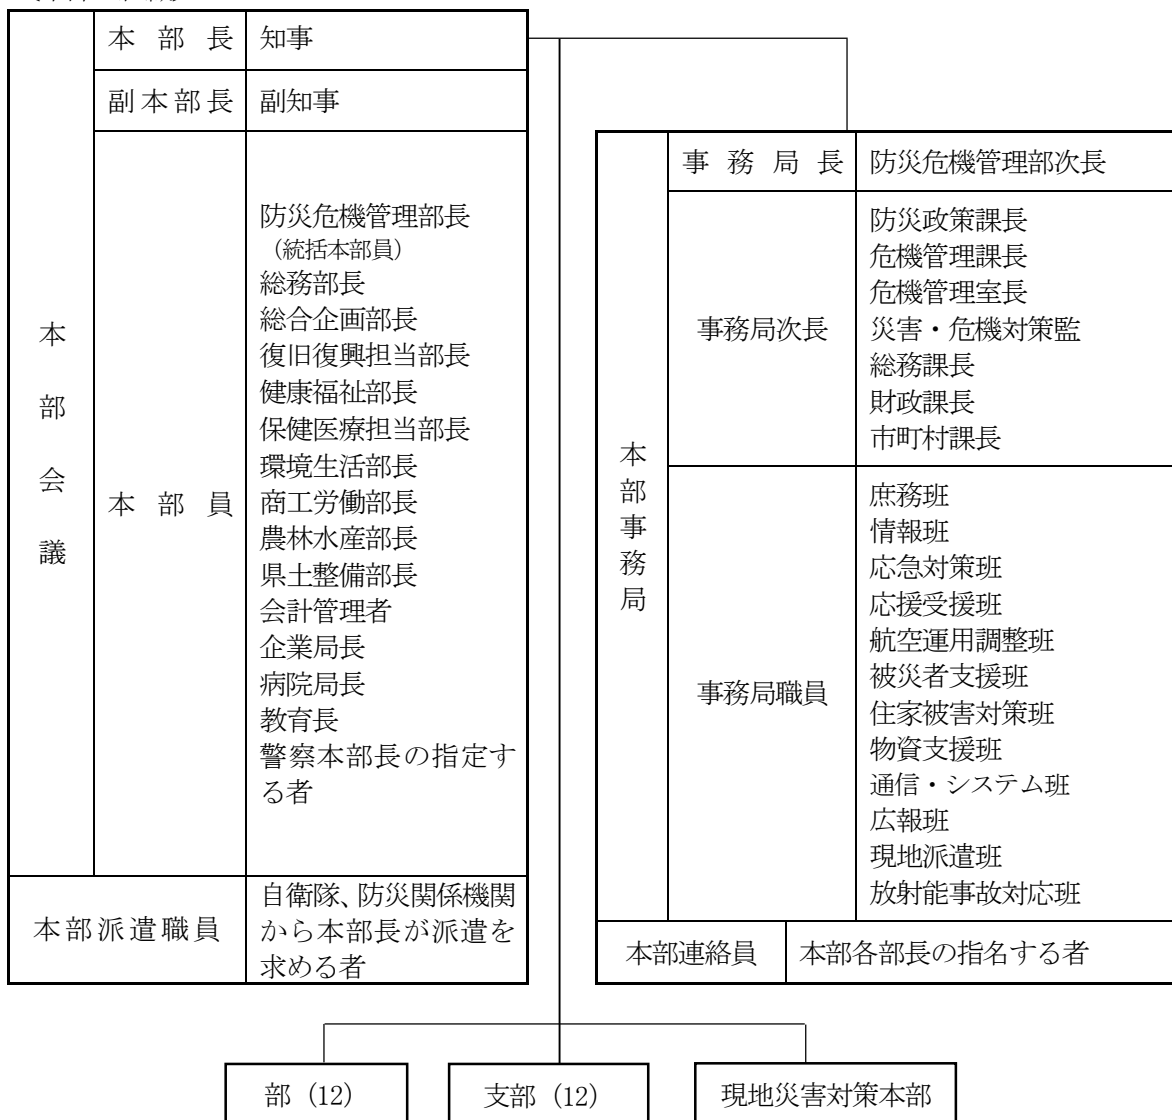 本部長 知事
副本部長 副知事
本部会議
本部員
防災危機管理部長
（統括本部員）
総務部長
総合企画部長
復旧復興担当部長
健康福祉部長
保健医療担当部長
環境生活部長
商工労働部長
農林水産部長
県土整備部長
会計管理者
企業局長
病院局長
教育長
警察本部長の指定す
る者
本部派遣職員
自衛隊、防災関係機関
から本部長が派遣を
求める者
本部事務局
事務局長 防災危機管理部次長
事務局次長
防災政策課長
危機管理課長
危機管理室長
災害・危機対策監
総務課長
財政課長
市町村課長
事務局職員
庶務班
情報班
応急対策班
応援受援班
航空運用調整班
被災者支援班
住家被害対策班
物資支援班
通信・システム班
広報班
現地派遣班
放射能事故対応班
本部連絡員 本部各部長の指名する者
部（12） 支部（12） 現地災害対策本部